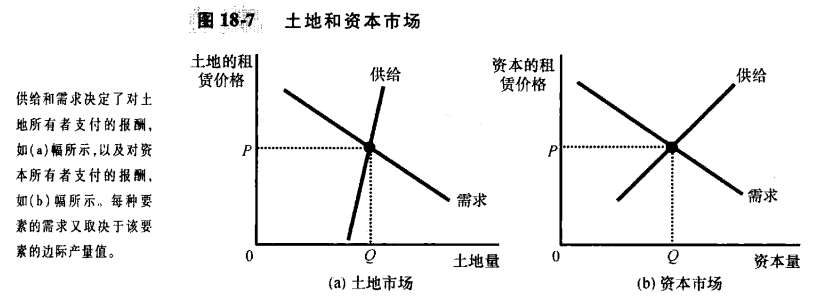 图 18-7 土地和资本市场
供给和需求决定了对土
地所有者支付的报酬,
如(a)幅所示,以及对资
本所有者支付的报酬,
如(b)幅所示。每种要
素的需求又取决于该要
素的边际产量值。
土地的租
赁价格
供给
P
需求
0
Q
土地量
(a) 土地市场
资本的租
赁价格
供给
P
需求
0
Q
资本量
(b) 资本市场